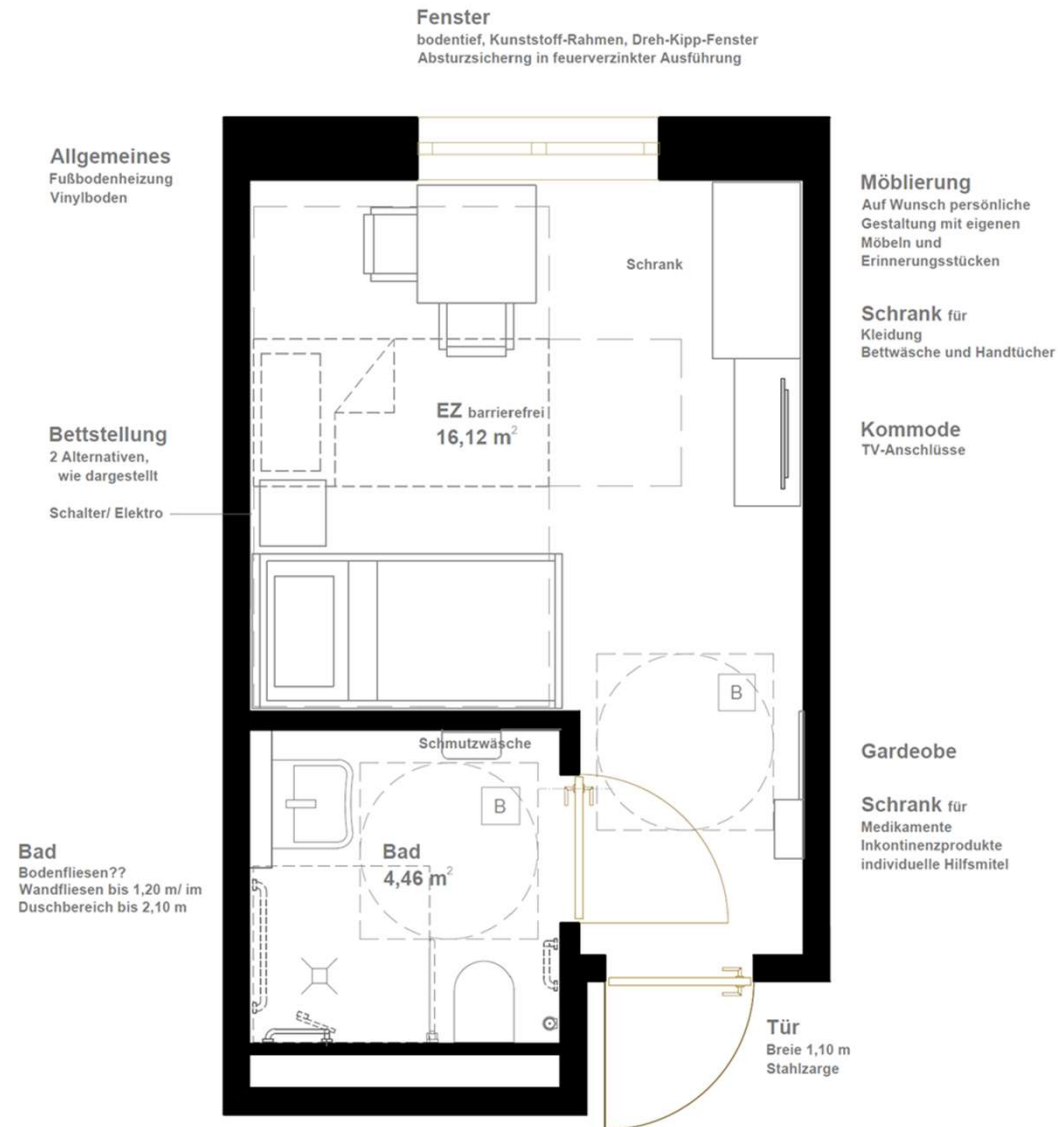 Fenster
bodentief, Kunststoff-Rahmen, Dreh-Kipp-Fenster
Absturzsicherng in feuerverzinkter Ausführung
Allgemeines
Fußbodenheizung
Vinylboden
Möblierung
Auf Wunsch persönliche
Gestaltung mit eigenen
Möbeln und
Erinnerungsstücken
Schrank
Schrank für
Kleidung
Bettwäsche und Handtücher
EZ barrierefrei
16,12 m²
Bettstellung
2 Alternativen,
wie dargestellt
Kommode
TV-Anschlüsse
Schalter/ Elektro
B
Schmutzwäsche
Gardeobe
B
Schrank für
Medikamente
Inkontinenzprodukte
individuelle Hilfsmitel
Bad
4,46 m²
Bad
Bodenfliesen??
Wandfliesen bis 1,20 m/ im
Duschbereich bis 2,10 m
Tür
Breie 1,10 m
Stahlzarge